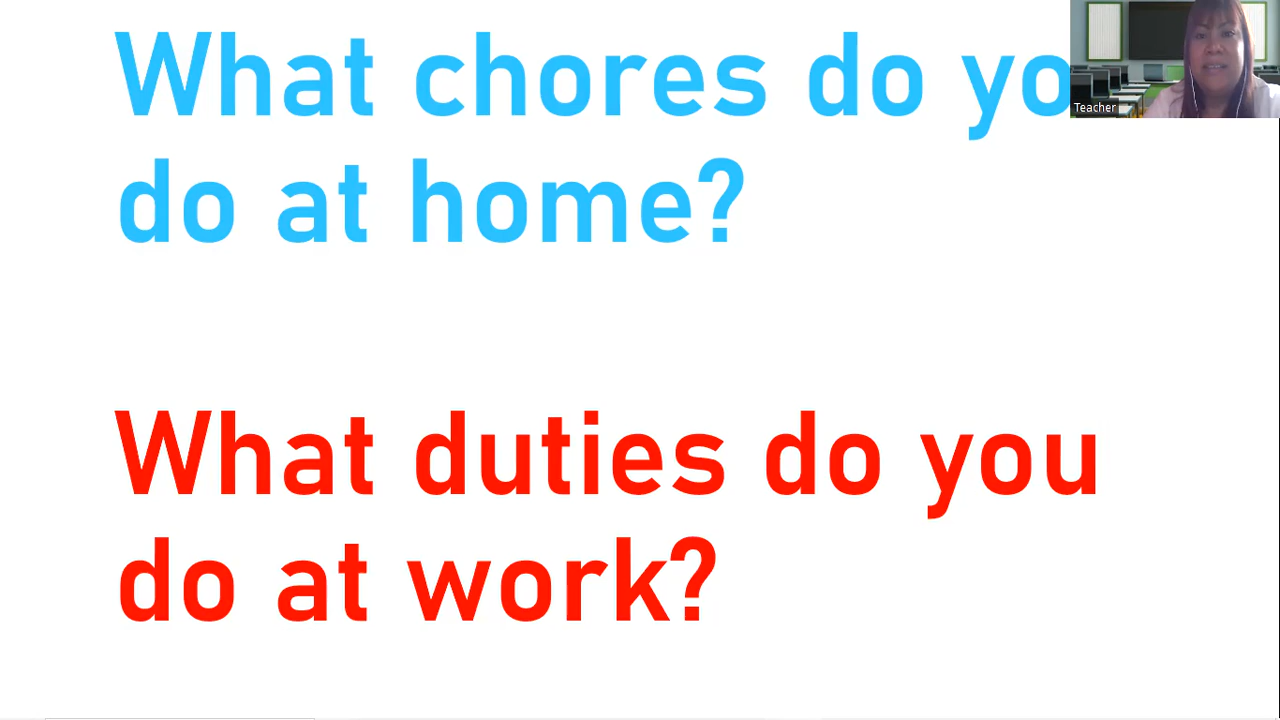 What chores do yo
do at home?
Teacher
What duties do you
do at work?